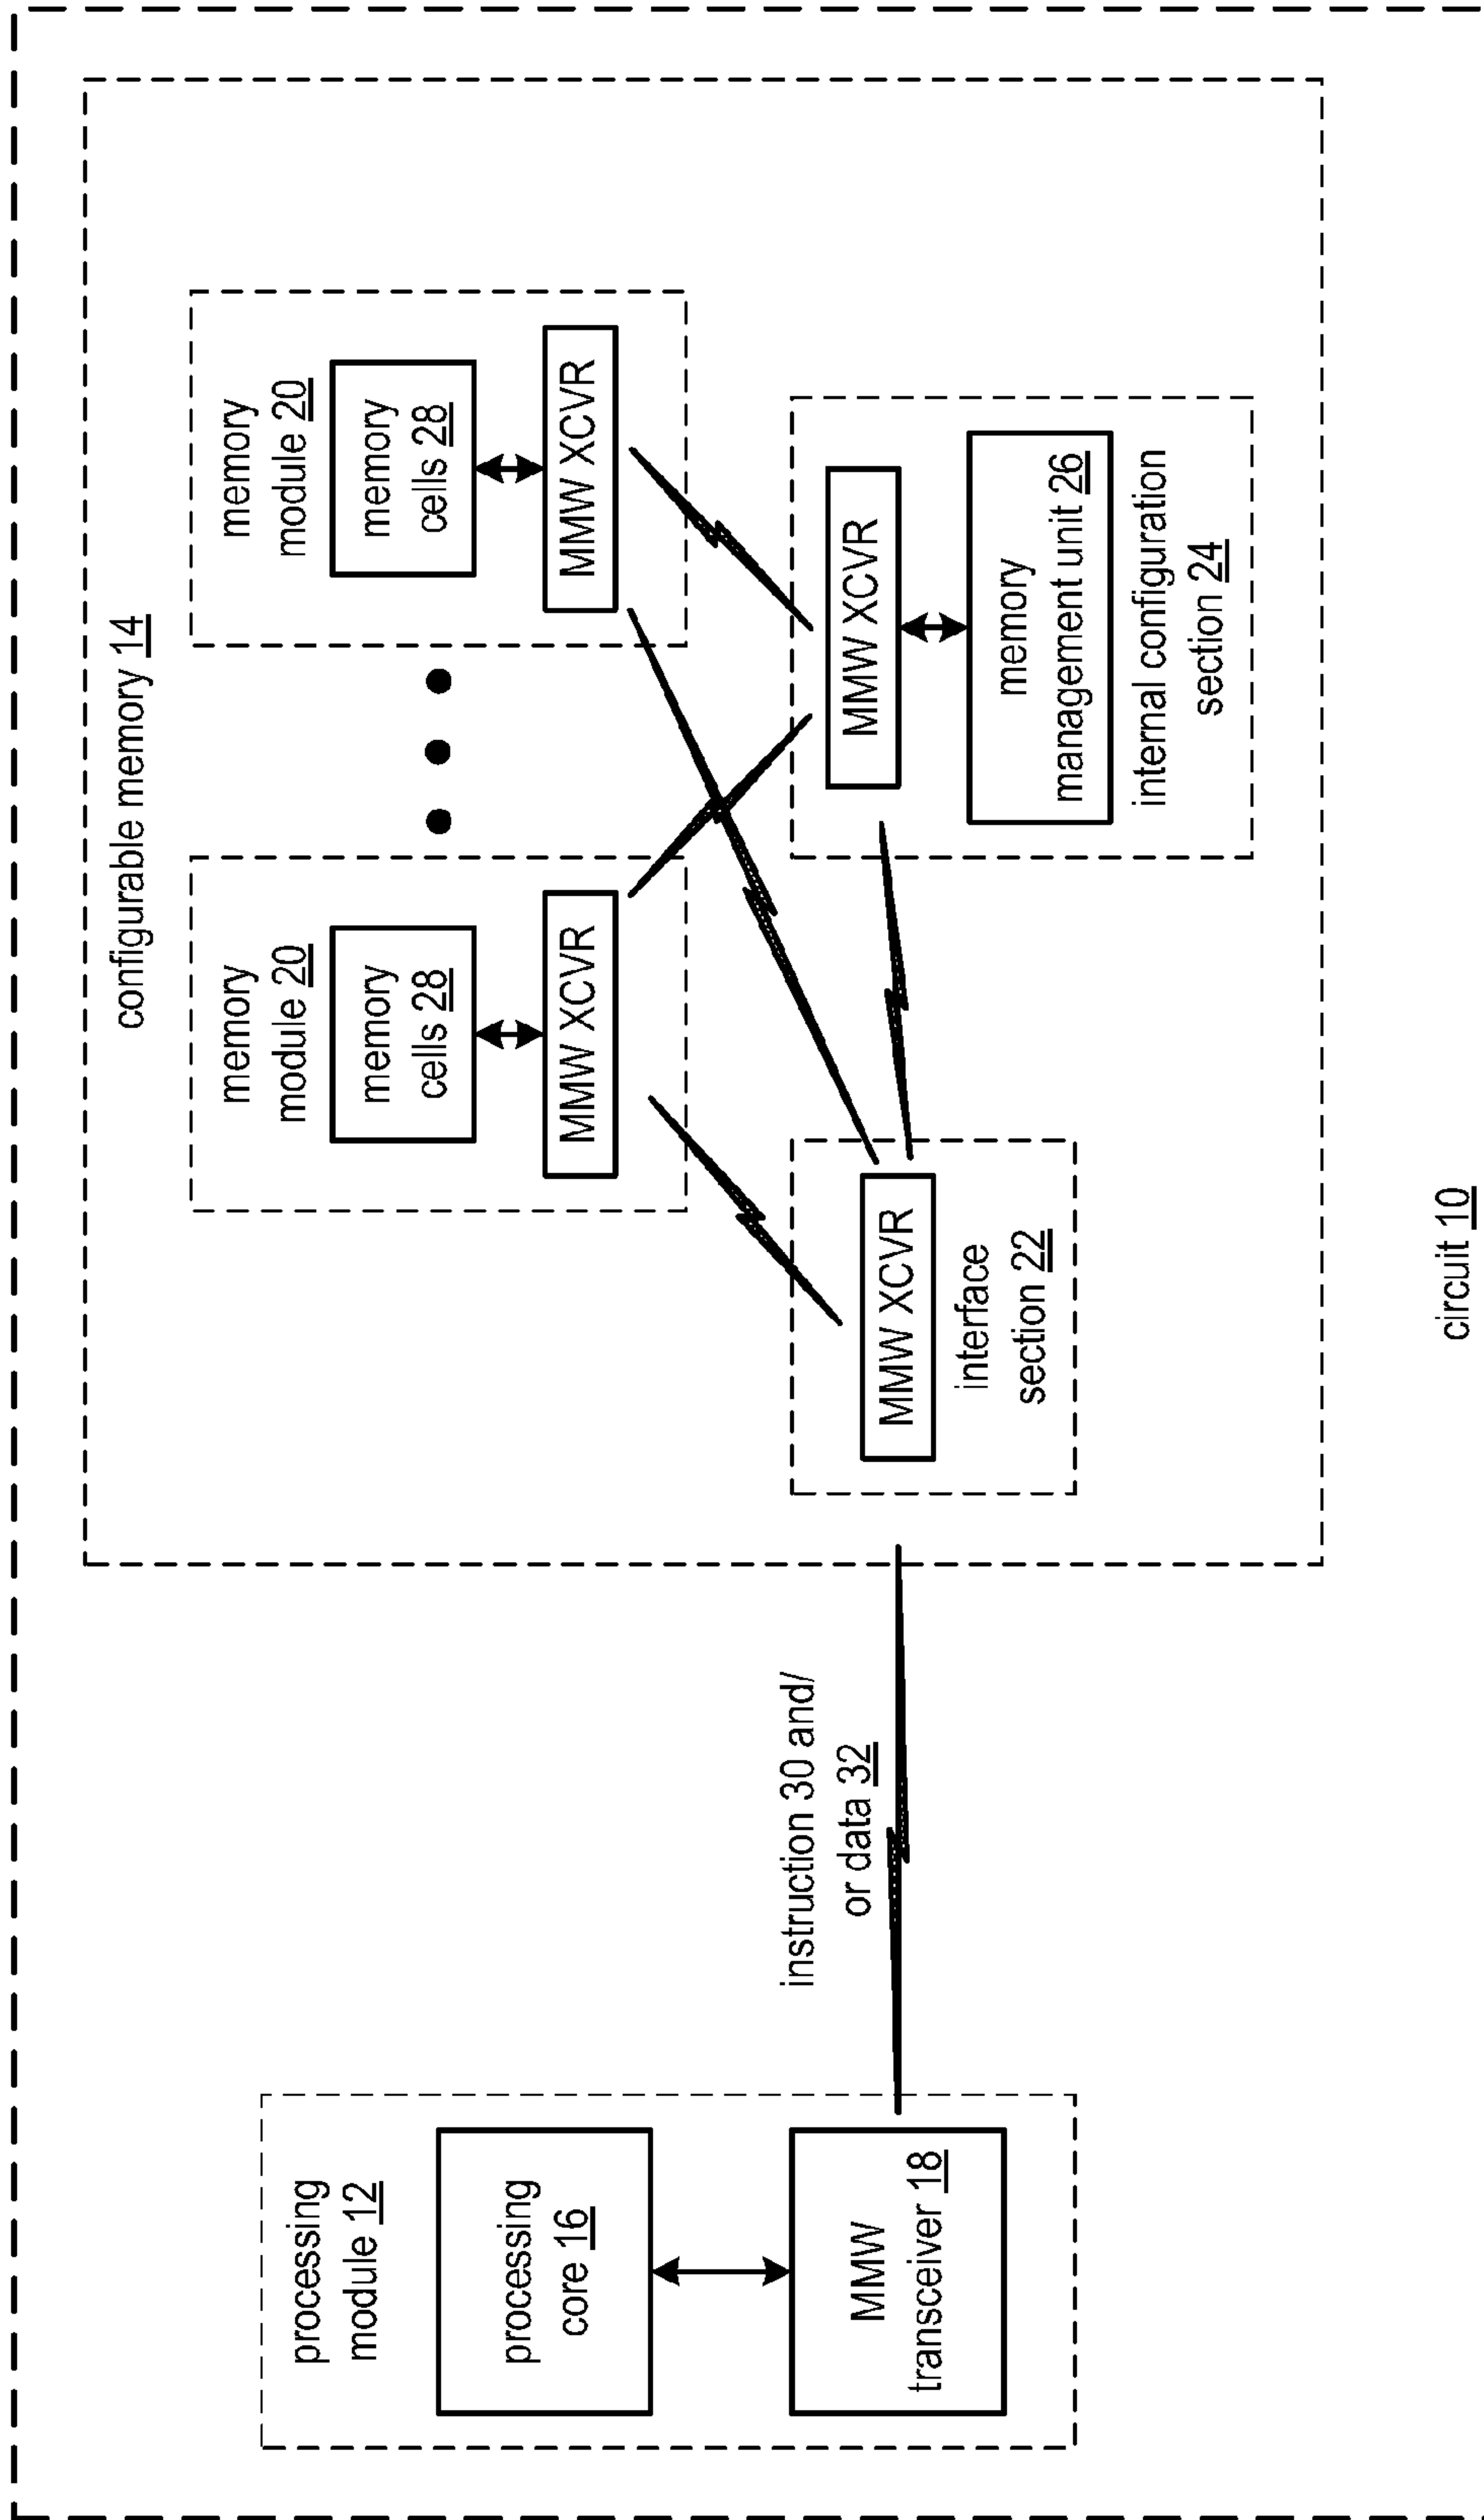 processing
module 12
processing
core 16
MMW
transceiver 18
instruction 30 and/
or data 32
configurable memory 14
memory
module 20
memory
cells 28
MMW XCVR
memory
module 20
memory
cells 28
MMW XCVR
MMW XCVR
interface
section 22
MMW XCVR
memory
management unit 26
internal configuration
section 24
circuit 10